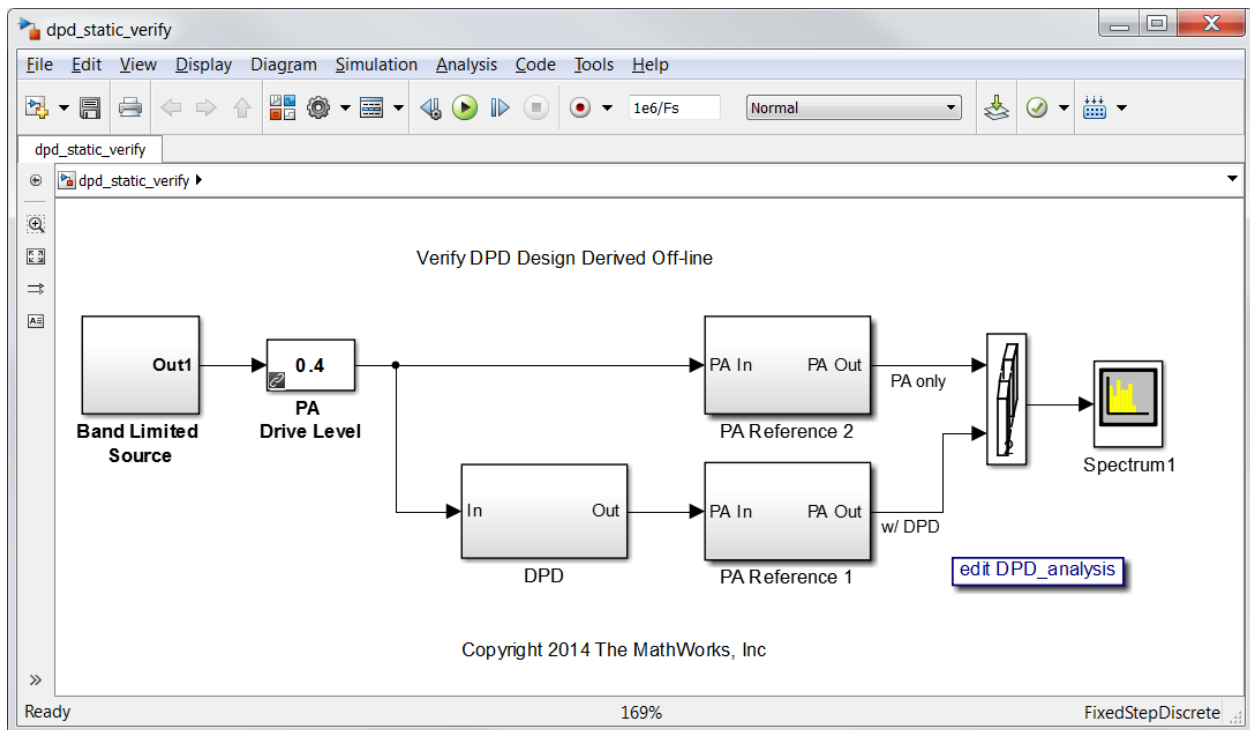 dpd_static_verify
File Edit View Display Diagram Simulation Analysis Code Tools Help
1e6/Fs
Normal
dpd_static_verify
dpd_static_verify
Verify DPD Design Derived Off-line
Out1
Band Limited
Source
0.4
PA
Drive Level
PA In
PA Out
PA Reference 2
PA only
1
2
Spectrum1
In
Out
DPD
PA In
PA Out
PA Reference 1
w/ DPD
edit DPD_analysis
Copyright 2014 The MathWorks, Inc
Ready
169%
FixedStepDiscrete